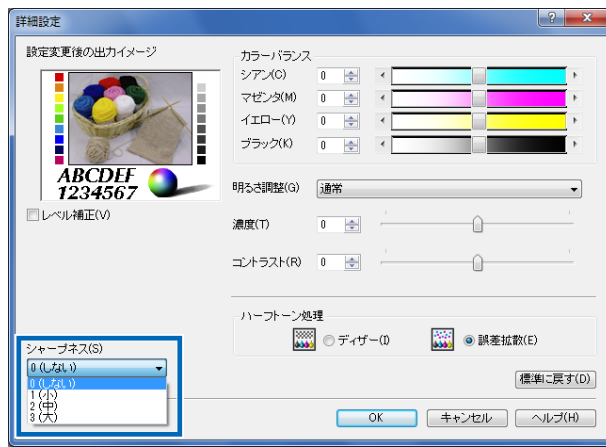 詳細設定
設定変更後の出力イメージ
ABCDEF
1234567
レベル補正(V)
シャープネス(S)
0 (しない)
0 (しない)
1 (小)
2 (中)
3 (大)
カラーバランス
シアン(C) 0
マゼンタ(M) 0
イエロー(Y) 0
ブラック(K) 0
明るさ調整(G) 通常
濃度(T) 0
コントラスト(R) 0
ハーフトーン処理
ディザー(I) 誤差拡散(E)
標準に戻す(D)
OK キャンセル ヘルプ(H)